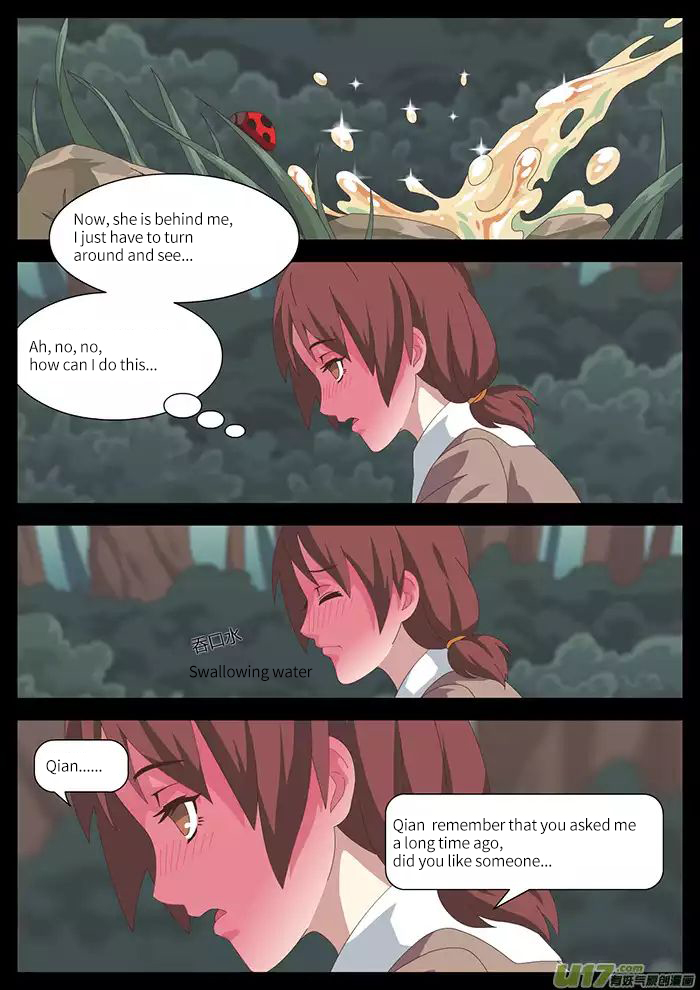 Now, she is behind me,
I just have to turn
around and see...
Ah, no, no,
how can I do this...
吞口水
Swallowing water
Qian......
Qian remember that you asked me
a long time ago,
did you like someone...
U17.com
有妖气原创漫画